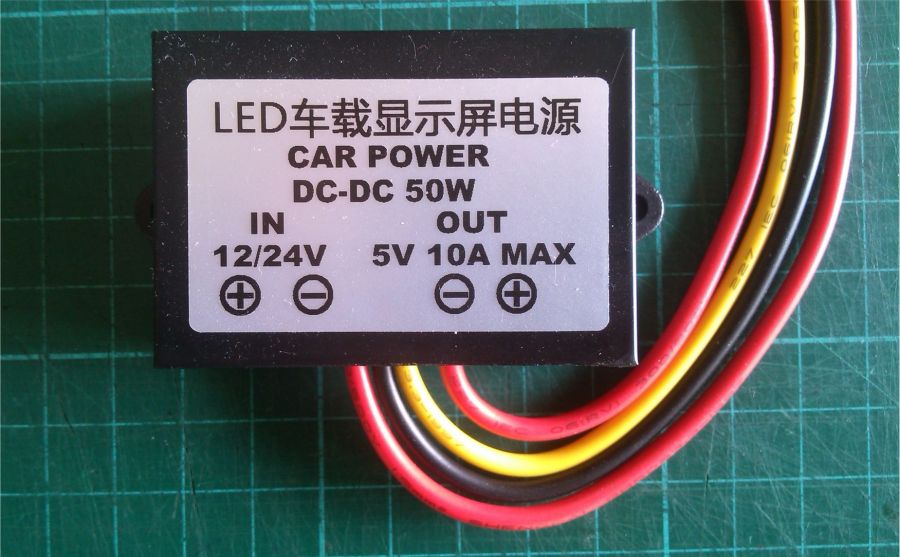 LED车载显示屏电源
CAR POWER
DC-DC 50W
IN OUT
12/24V 5V 10A MAX
⊕ ⊖ ⊖ ⊕